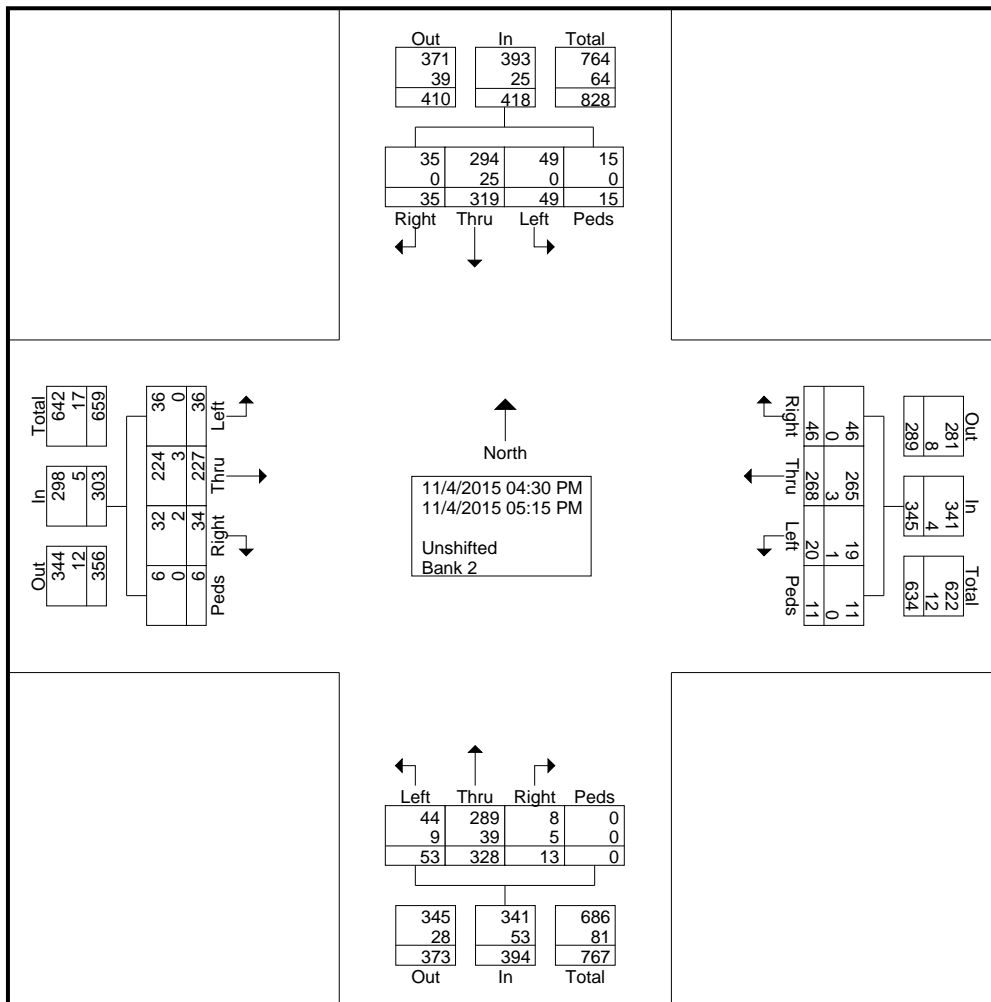 Out In Total
371 393 764
39 25 64
410 418 828
35 294 49 15
0 25 0 0
35 319 49 15
Right Thru Left Peds
Total
642
17
659
In
298
5
303
Out
344
12
356
36 0 36
224 3 227
32 2 34
6 0 6
Left
Thru
Right
Peds
North
11/4/2015 04:30 PM
11/4/2015 05:15 PM
Unshifted
Bank 2
Right
Thru
Left
Peds
46 0 46
265 3 268
19 1 20
11 0 11
Out
281
8
289
In
341
4
345
Total
622
12
634
Left Thru Right Peds
44 289 8 0
9 39 5 0
53 328 13 0
345 341 686
28 53 81
373 394 767
Out In Total